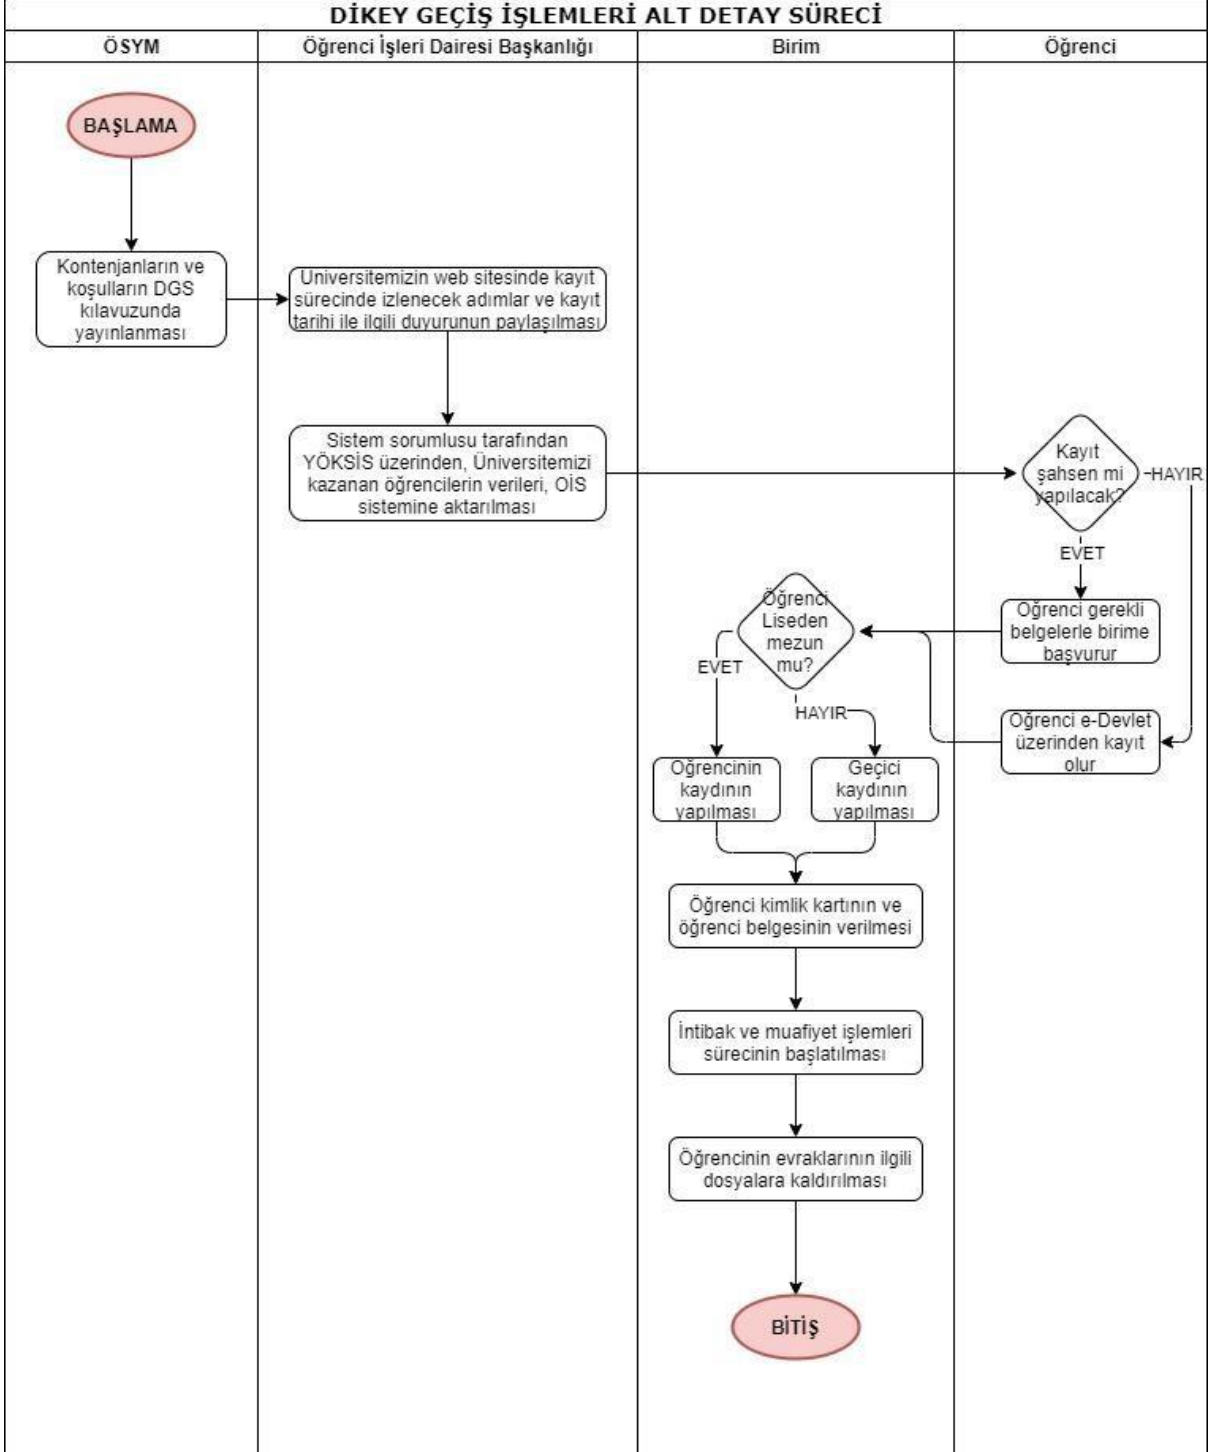 DİKEY GEÇİŞ İŞLEMLERİ ALT DETAY SÜRECİ
ÖSYM
Öğrenci İşleri Dairesi Başkanlığı
Birim
Öğrenci
BAŞLAMA
Kontenjanların ve
koşulların DGS
kılavuzunda
yayınlanması
Üniversitemizin web sitesinde kayıt
sürecinde izlenecek adımlar ve kayıt
tarihi ile ilgili duyurunun paylaşılması
Sistem sorumlusu tarafından
YÖKSİS üzerinden, Üniversitemizi
kazanan öğrencilerin verileri, OİS
sistemine aktarılması
Kayıt
şahsen mi
yapılacak?
HAYIR
EVET
Öğrenci gerekli
belgelerle birime
başvurur
Öğrenci e-Devlet
üzerinden kayıt
olur
Öğrenci
Liseden
mezun
mu?
EVET
HAYIR
Öğrencinin
kaydının
yapılması
Geçici
kaydının
yapılması
Öğrenci kimlik kartının ve
öğrenci belgesinin verilmesi
İntibak ve muafiyet işlemleri
sürecinin başlatılması
Öğrencinin evraklarının ilgili
dosyalara kaldırılması
BİTİŞ